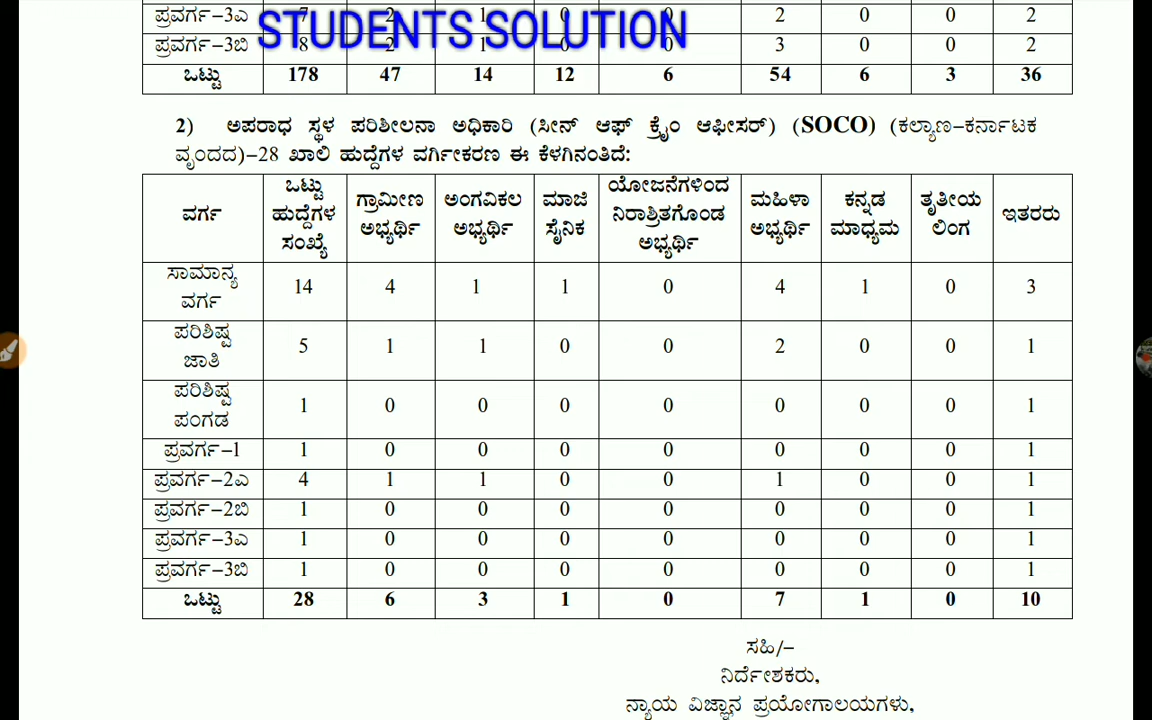 ಪ್ರವರ್ಗ-3ಎ 7 2 1 0 0 2 0 0 2
STUDENTS SOLUTION
ಪ್ರವರ್ಗ-3ಬಿ 8 2 1 0 0 3 0 0 2
ಒಟ್ಟು 178 47 14 12 6 54 6 3 36
2) ಅಪರಾಧ ಸ್ಥಳ ಪರಿಶೀಲನಾ ಅಧಿಕಾರಿ (ಸೀನ್ ಆಫ್ ಕ್ರೈಂ ಆಫೀಸರ್) (SOCO) (ಕಲ್ಯಾಣ-ಕರ್ನಾಟಕ
ವೃಂದದ)-28 ಖಾಲಿ ಹುದ್ದೆಗಳ ವರ್ಗೀಕರಣ ಈ ಕೆಳಗಿನಂತಿದೆ:
ವರ್ಗ
ಒಟ್ಟು
ಹುದ್ದೆಗಳ
ಸಂಖ್ಯೆ
ಗ್ರಾಮೀಣ
ಅಭ್ಯರ್ಥಿ
ಅಂಗವಿಕಲ
ಅಭ್ಯರ್ಥಿ
ಮಾಜಿ
ಸೈನಿಕ
ಯೋಜನೆಗಳಿಂದ
ನಿರಾಶ್ರಿತಗೊಂಡ
ಅಭ್ಯರ್ಥಿ
ಮಹಿಳಾ
ಅಭ್ಯರ್ಥಿ
ಕನ್ನಡ
ಮಾಧ್ಯಮ
ತೃತೀಯ
ಲಿಂಗ
ಇತರರು
ಸಾಮಾನ್ಯ
ವರ್ಗ
14 4 1 1 0 4 1 0 3
ಪರಿಶಿಷ್ಟ
ಜಾತಿ
5 1 1 0 0 2 0 0 1
ಪರಿಶಿಷ್ಟ
ಪಂಗಡ
1 0 0 0 0 0 0 0 1
ಪ್ರವರ್ಗ-1 1 0 0 0 0 0 0 0 1
ಪ್ರವರ್ಗ-2ಎ 4 1 1 0 0 1 0 0 1
ಪ್ರವರ್ಗ-2ಬಿ 1 0 0 0 0 0 0 0 1
ಪ್ರವರ್ಗ-3ಎ 1 0 0 0 0 0 0 0 1
ಪ್ರವರ್ಗ-3ಬಿ 1 0 0 0 0 0 0 0 1
ಒಟ್ಟು 28 6 3 1 0 7 1 0 10
ಸಹಿ/-
ನಿರ್ದೇಶಕರು,
ನ್ಯಾಯ ವಿಜ್ಞಾನ ಪ್ರಯೋಗಾಲಯಗಳು,